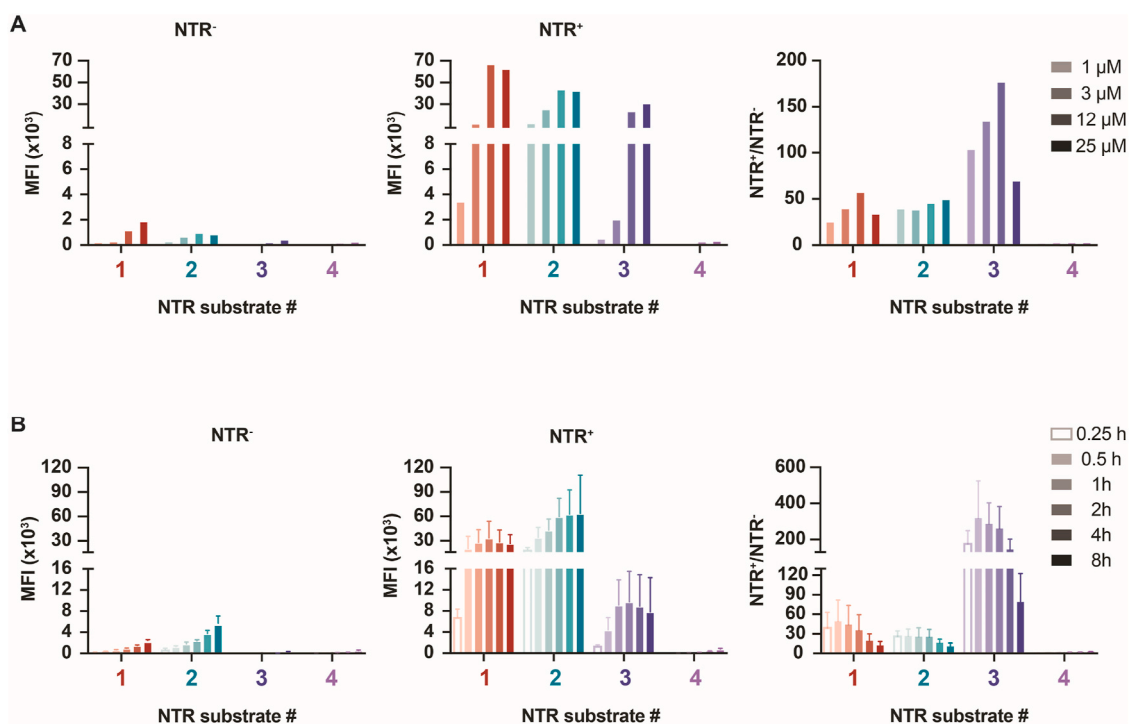 A
NTR-
NTR+
70
50
30
8
6
4
2
0
MFI (x10³)
1 2 3 4
NTR substrate #
70
50
30
8
6
4
2
0
MFI (x10³)
1 2 3 4
NTR substrate #
200
150
100
50
0
NTR+/NTR-
1 2 3 4
NTR substrate #
1 µM
3 µM
12 µM
25 µM
B
NTR-
NTR+
120
90
60
30
16
12
8
4
0
MFI (x10³)
1 2 3 4
NTR substrate #
120
90
60
30
16
12
8
4
0
MFI (x10³)
1 2 3 4
NTR substrate #
600
400
200
120
90
60
30
0
NTR+/NTR-
1 2 3 4
NTR substrate #
0.25 h
0.5 h
1h
2h
4h
8h